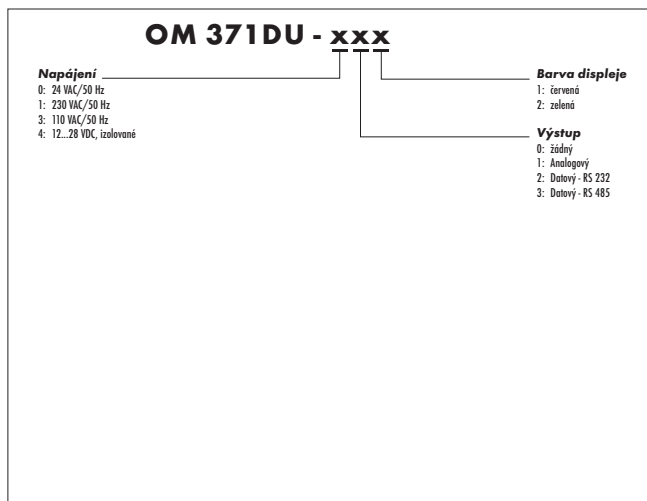 OM 371DU - xxx
Napájení
0: 24 VAC/50 Hz
1: 230 VAC/50 Hz
3: 110 VAC/50 Hz
4: 12...28 VDC, izolované
Barva displeje
1: červená
2: zelená
Výstup
0: žádný
1: Analogový
2: Datový - RS 232
3: Datový - RS 485